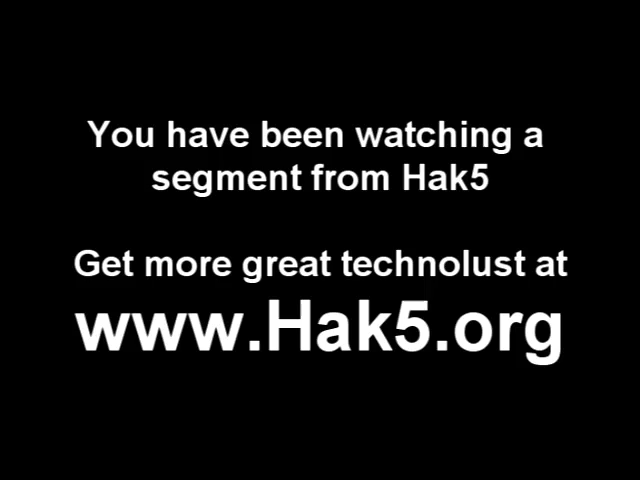 You have been watching a
segment from Hak5
Get more great technolust at
www.Hak5.org